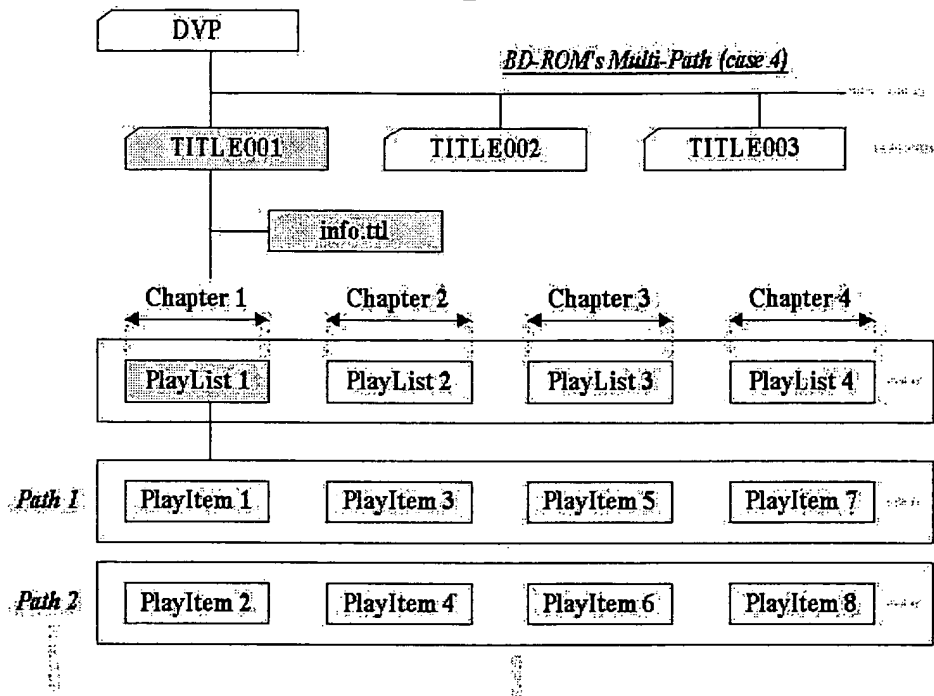 DVP
BD-ROM's Multi-Path (case 4)
TITLE001 TITLE002 TITLE003
info.ttl
Chapter 1 Chapter 2 Chapter 3 Chapter 4
PlayList 1 PlayList 2 PlayList 3 PlayList 4
Path 1 PlayItem 1 PlayItem 3 PlayItem 5 PlayItem 7
Path 2 PlayItem 2 PlayItem 4 PlayItem 6 PlayItem 8